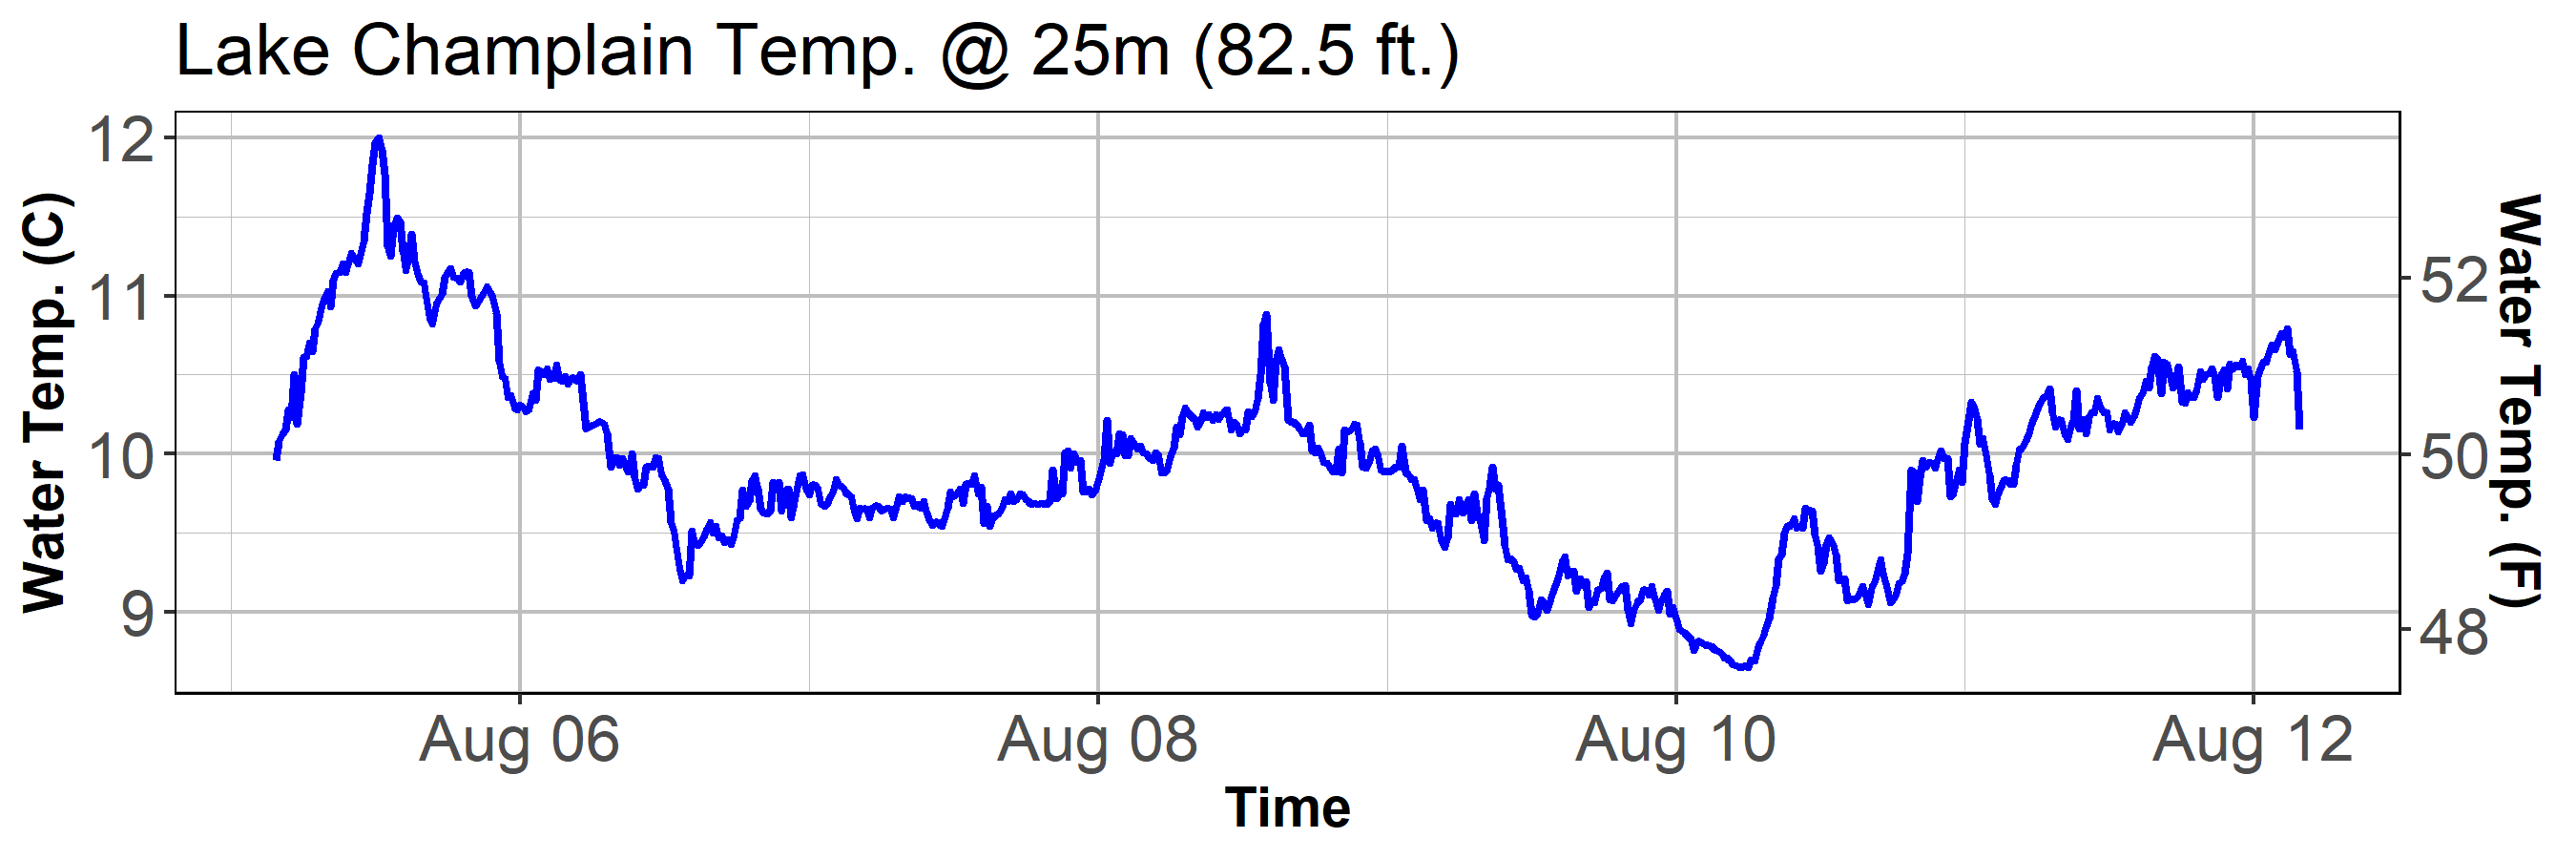 Lake Champlain Temp. @ 25m (82.5 ft.)
Water Temp. (C)
12
11
10
9
52
50
48
Water Temp. (F)
Aug 06 Aug 08 Aug 10 Aug 12
Time